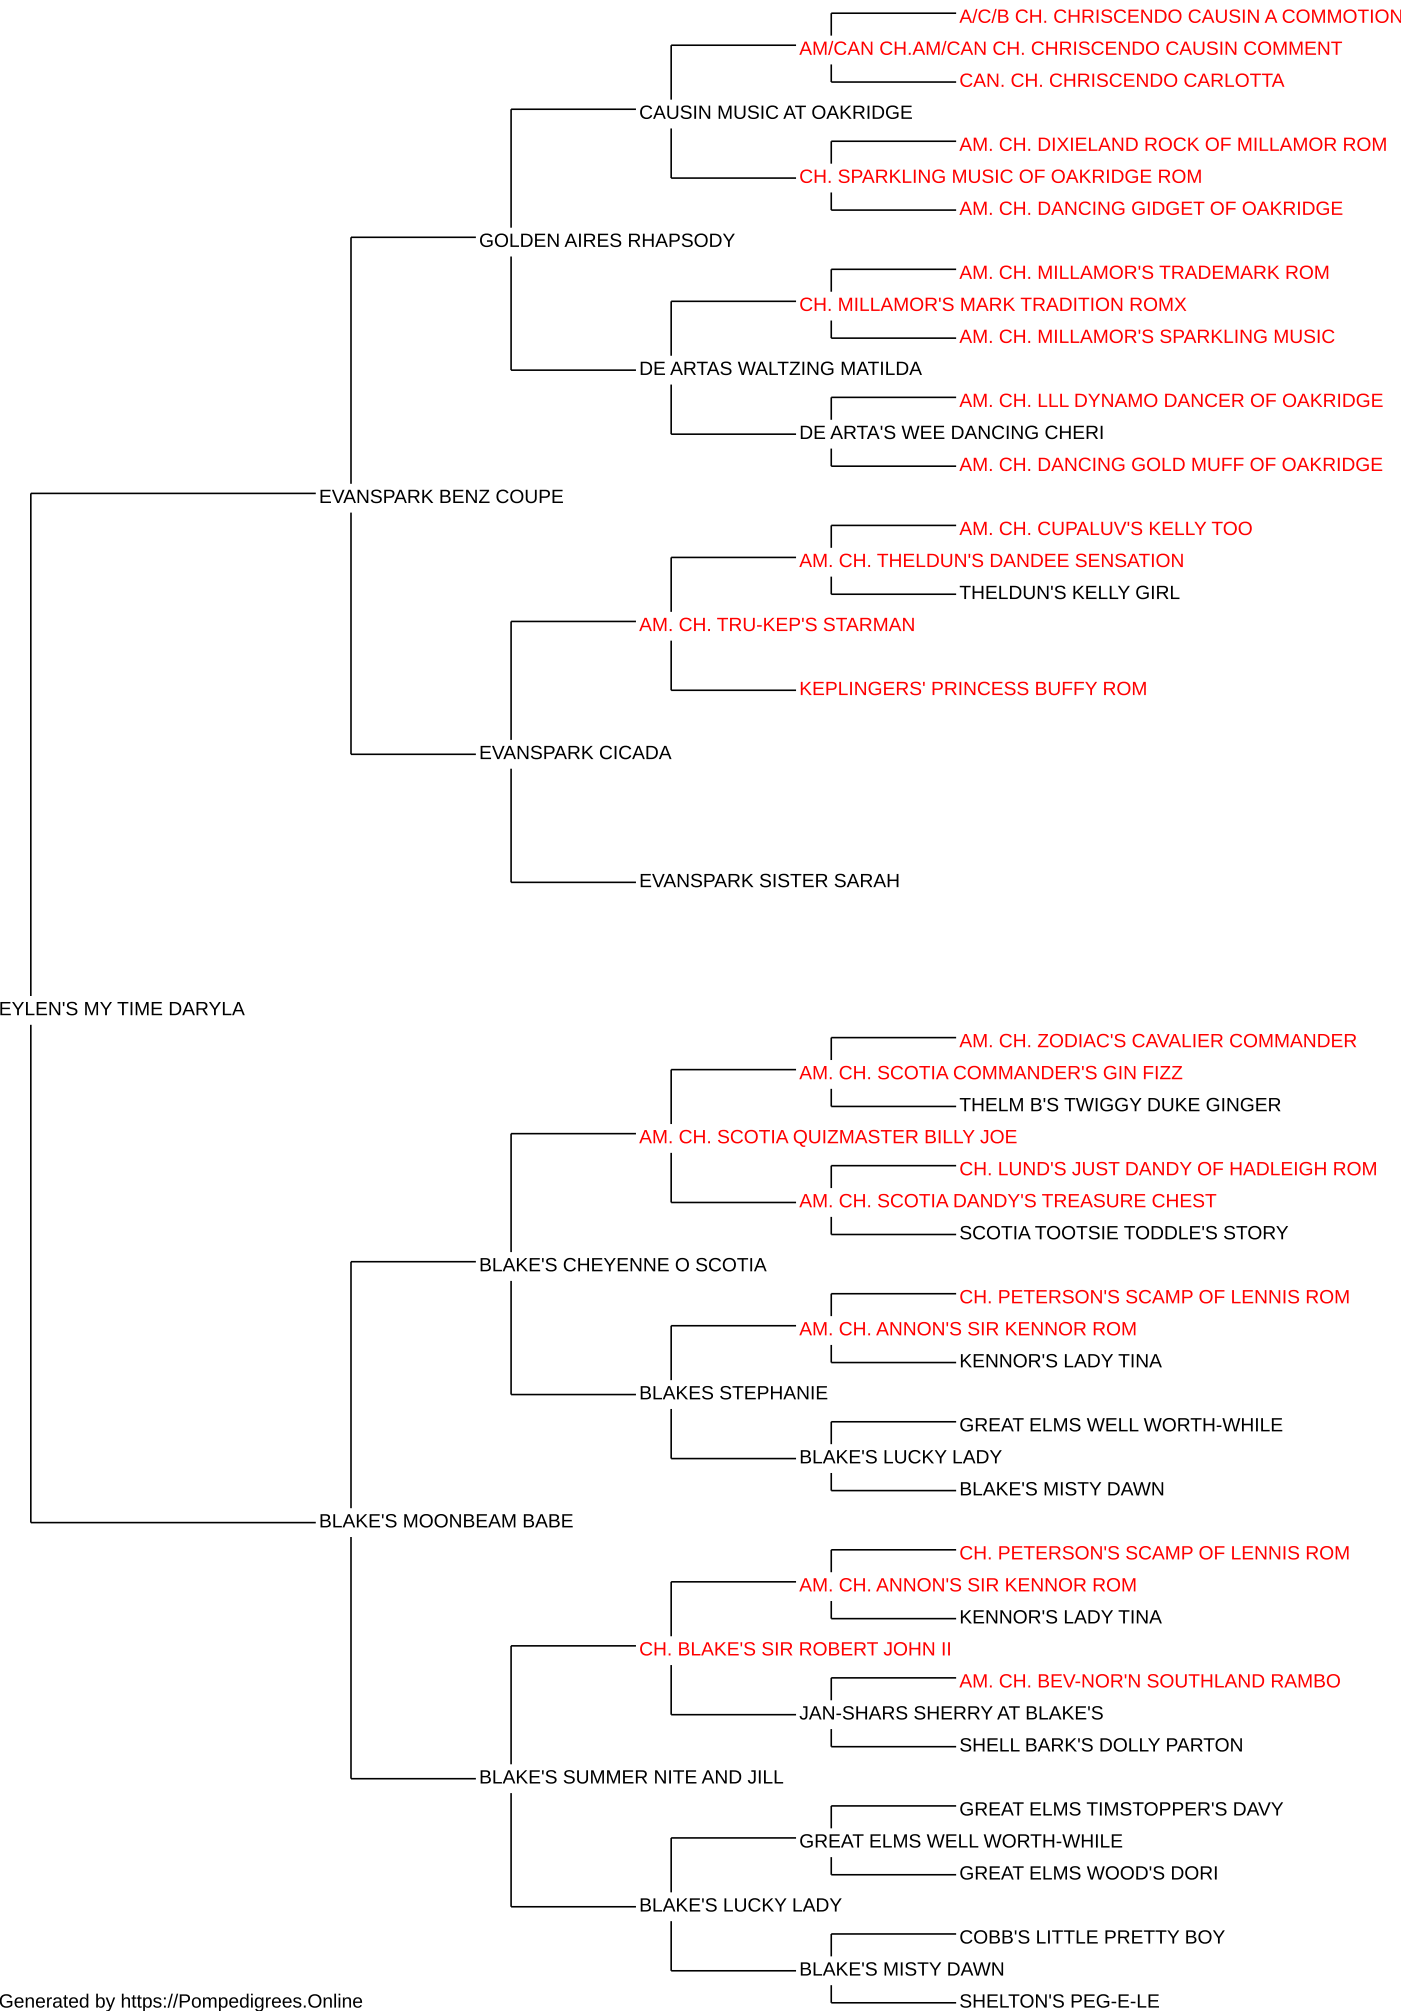 A/C/B CH. CHRISCENDO CAUSIN A COMMOTION
AM/CAN CH.AM/CAN CH. CHRISCENDO CAUSIN COMMENT
CAN. CH. CHRISCENDO CARLOTTA
CAUSIN MUSIC AT OAKRIDGE
AM. CH. DIXIELAND ROCK OF MILLAMOR ROM
CH. SPARKLING MUSIC OF OAKRIDGE ROM
AM. CH. DANCING GIDGET OF OAKRIDGE
GOLDEN AIRES RHAPSODY
AM. CH. MILLAMOR'S TRADEMARK ROM
CH. MILLAMOR'S MARK TRADITION ROMX
AM. CH. MILLAMOR'S SPARKLING MUSIC
DE ARTAS WALTZING MATILDA
AM. CH. LLL DYNAMO DANCER OF OAKRIDGE
DE ARTA'S WEE DANCING CHERI
AM. CH. DANCING GOLD MUFF OF OAKRIDGE
EVANSPARK BENZ COUPE
AM. CH. CUPALUV'S KELLY TOO
AM. CH. THELDUN'S DANDEE SENSATION
THELDUN'S KELLY GIRL
AM. CH. TRU-KEP'S STARMAN
KEPLINGERS' PRINCESS BUFFY ROM
EVANSPARK CICADA
EVANSPARK SISTER SARAH
EYLEN'S MY TIME DARYLA
AM. CH. ZODIAC'S CAVALIER COMMANDER
AM. CH. SCOTIA COMMANDER'S GIN FIZZ
THELM B'S TWIGGY DUKE GINGER
AM. CH. SCOTIA QUIZMASTER BILLY JOE
CH. LUND'S JUST DANDY OF HADLEIGH ROM
AM. CH. SCOTIA DANDY'S TREASURE CHEST
SCOTIA TOOTSIE TODDLE'S STORY
BLAKE'S CHEYENNE O SCOTIA
CH. PETERSON'S SCAMP OF LENNIS ROM
AM. CH. ANNON'S SIR KENNOR ROM
KENNOR'S LADY TINA
BLAKES STEPHANIE
GREAT ELMS WELL WORTH-WHILE
BLAKE'S LUCKY LADY
BLAKE'S MISTY DAWN
BLAKE'S MOONBEAM BABE
CH. PETERSON'S SCAMP OF LENNIS ROM
AM. CH. ANNON'S SIR KENNOR ROM
KENNOR'S LADY TINA
CH. BLAKE'S SIR ROBERT JOHN II
AM. CH. BEV-NOR'N SOUTHLAND RAMBO
JAN-SHARS SHERRY AT BLAKE'S
SHELL BARK'S DOLLY PARTON
BLAKE'S SUMMER NITE AND JILL
GREAT ELMS TIMSTOPPER'S DAVY
GREAT ELMS WELL WORTH-WHILE
GREAT ELMS WOOD'S DORI
BLAKE'S LUCKY LADY
COBB'S LITTLE PRETTY BOY
BLAKE'S MISTY DAWN
SHELTON'S PEG-E-LE
Generated by https://Pompedigrees.Online